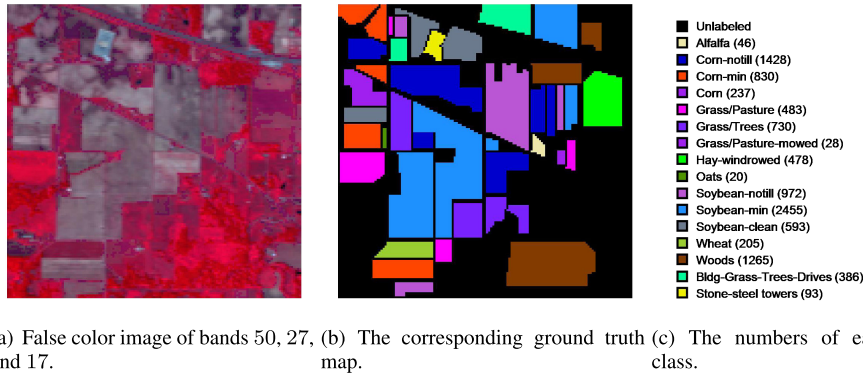 Unlabeled
Alfalfa (46)
Corn-notill (1428)
Corn-min (830)
Corn (237)
Grass/Pasture (483)
Grass/Trees (730)
Grass/Pasture-mowed (28)
Hay-windrowed (478)
Oats (20)
Soybean-notill (972)
Soybean-min (2455)
Soybean-clean (593)
Wheat (205)
Woods (1265)
Bldg-Grass-Trees-Drives (386)
Stone-steel towers (93)
a) False color image of bands 50, 27,
nd 17.
(b) The corresponding ground truth
map.
(c) The numbers of ea
class.